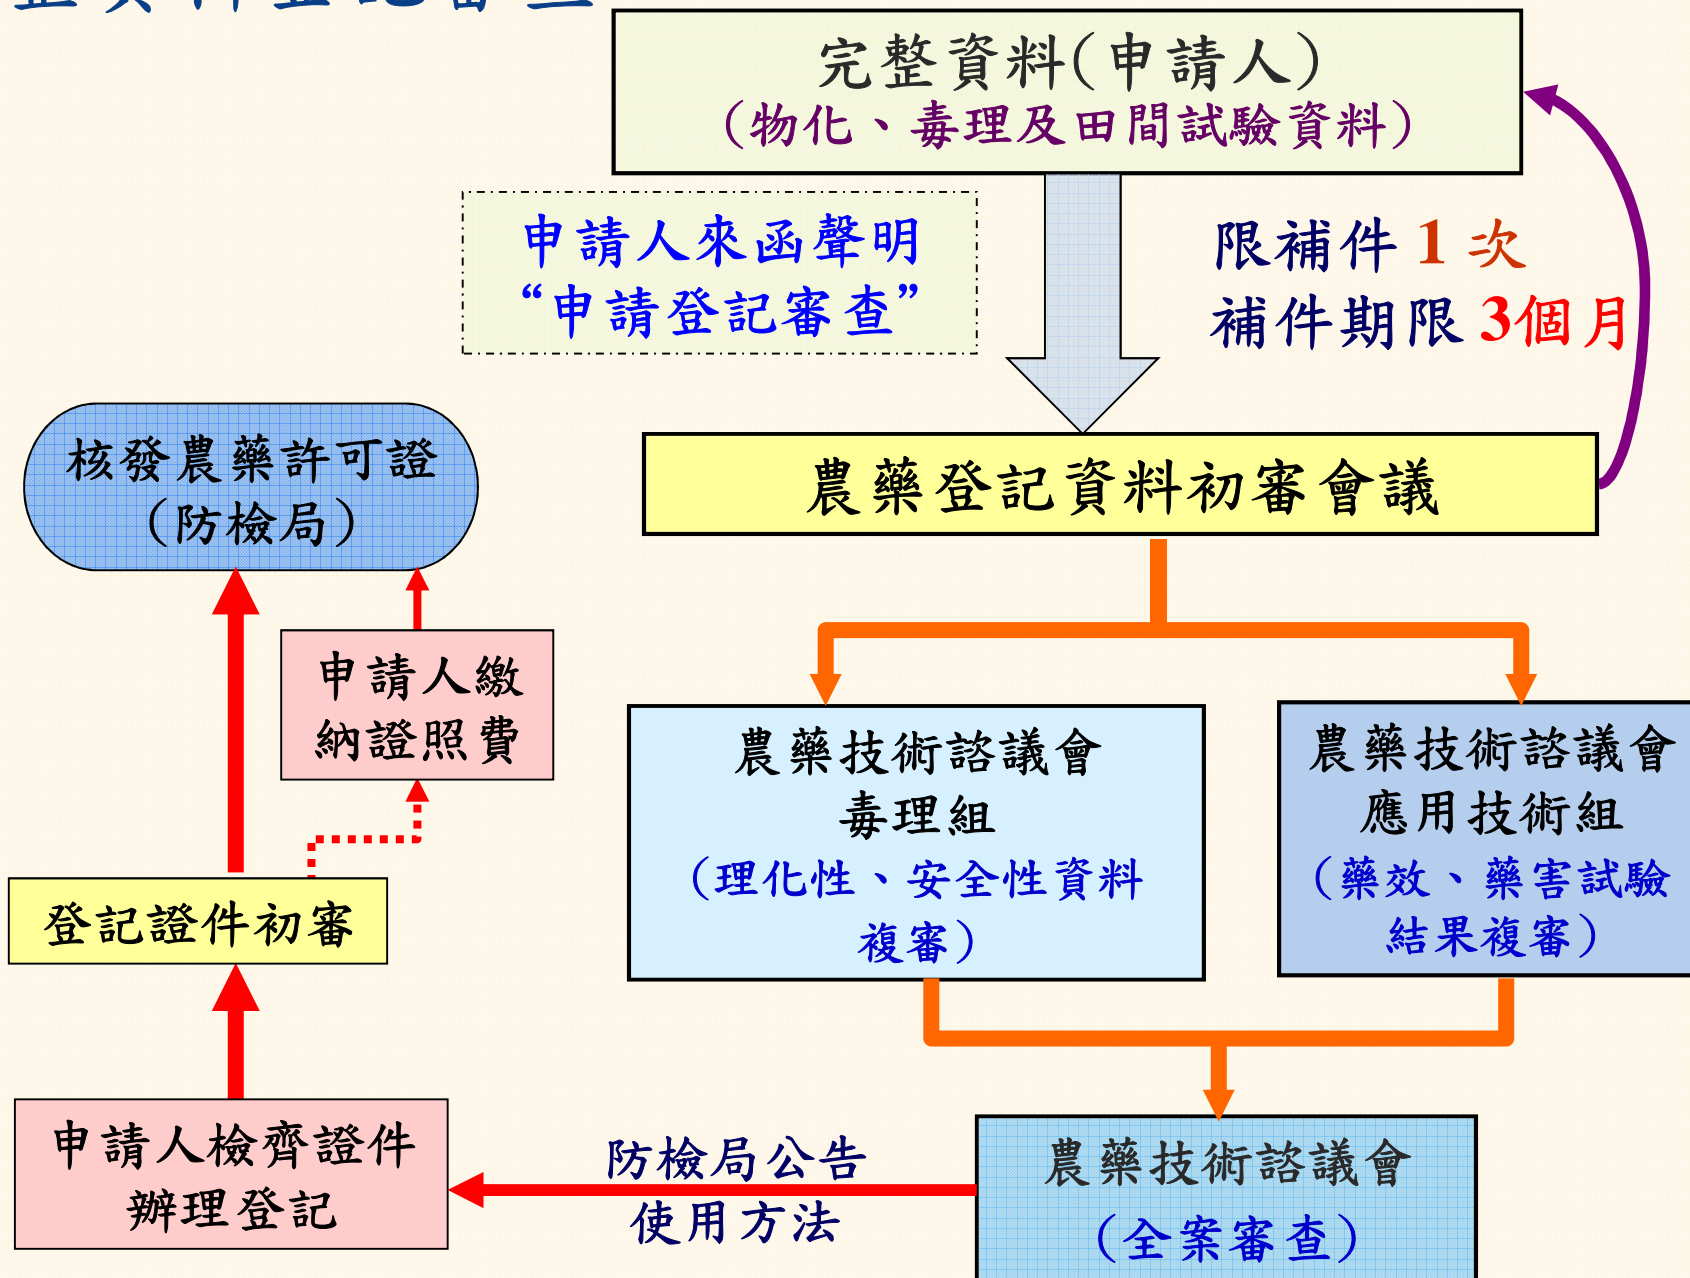 整資料登記審查
完整資料(申請人)
(物化、毒理及田間試驗資料)
申請人來函聲明
“申請登記審查”
限補件 1 次
補件期限 3個月
農藥登記資料初審會議
核發農藥許可證
(防檢局)
申請人繳
納證照費
農藥技術諮議會
毒理組
(理化性、安全性資料
複審)
農藥技術諮議會
應用技術組
(藥效、藥害試驗
結果複審)
登記證件初審
申請人檢齊證件
辦理登記
防檢局公告
使用方法
農藥技術諮議會
(全案審查)